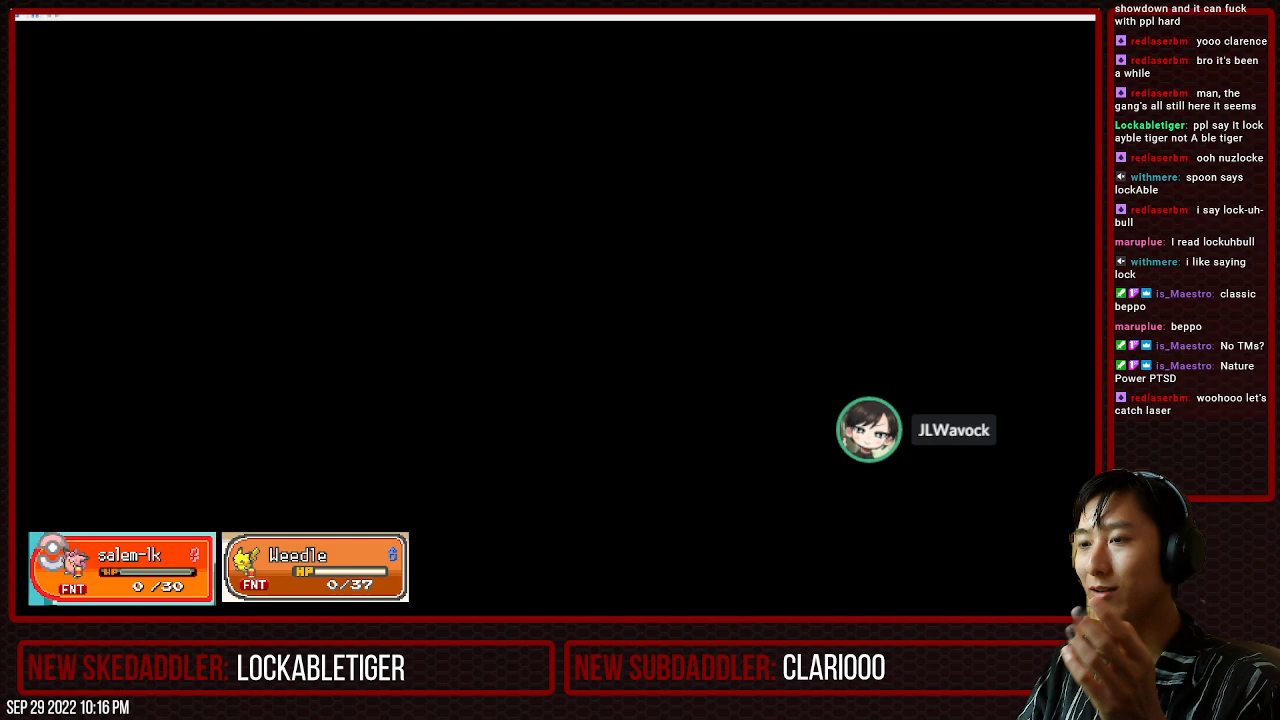 showdown and it can fuck
with ppl hard
redlaserbm: yooo clarence
redlaserbm: bro it's been
a while
redlaserbm: man, the
gang's all still here it seems
Lockabletiger: ppl say it lock
ayble tiger not A ble tiger
redlaserbm: ooh nuzlocke
withmere: spoon says
lockAble
redlaserbm: i say lock-uh-
bull
maruplue: I read lockuhbull
withmere: i like saying
lock
is_Maestro: classic
beppo
maruplue: beppo
is_Maestro: No TMs?
is_Maestro: Nature
Power PTSD
redlaserbm: woohooo let's
catch laser
JLWavock
salem-lk
HP
FNT 0/30
Weedle
HP
FNT 0/37
NEW SKEDADDLER: LOCKABLETIGER
NEW SUBDADDLER: CLARIOOO
SEP 29 2022 10:16 PM